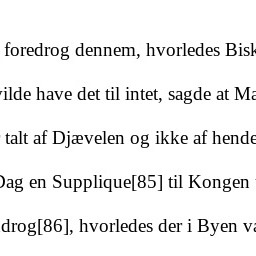 foredrog dennem, hvorledes Bisk
vilde have det til intet, sagde at Ma
talt af Djævelen og ikke af hende
Dag en Supplique[85] til Kongen
drog[86], hvorledes der i Byen va